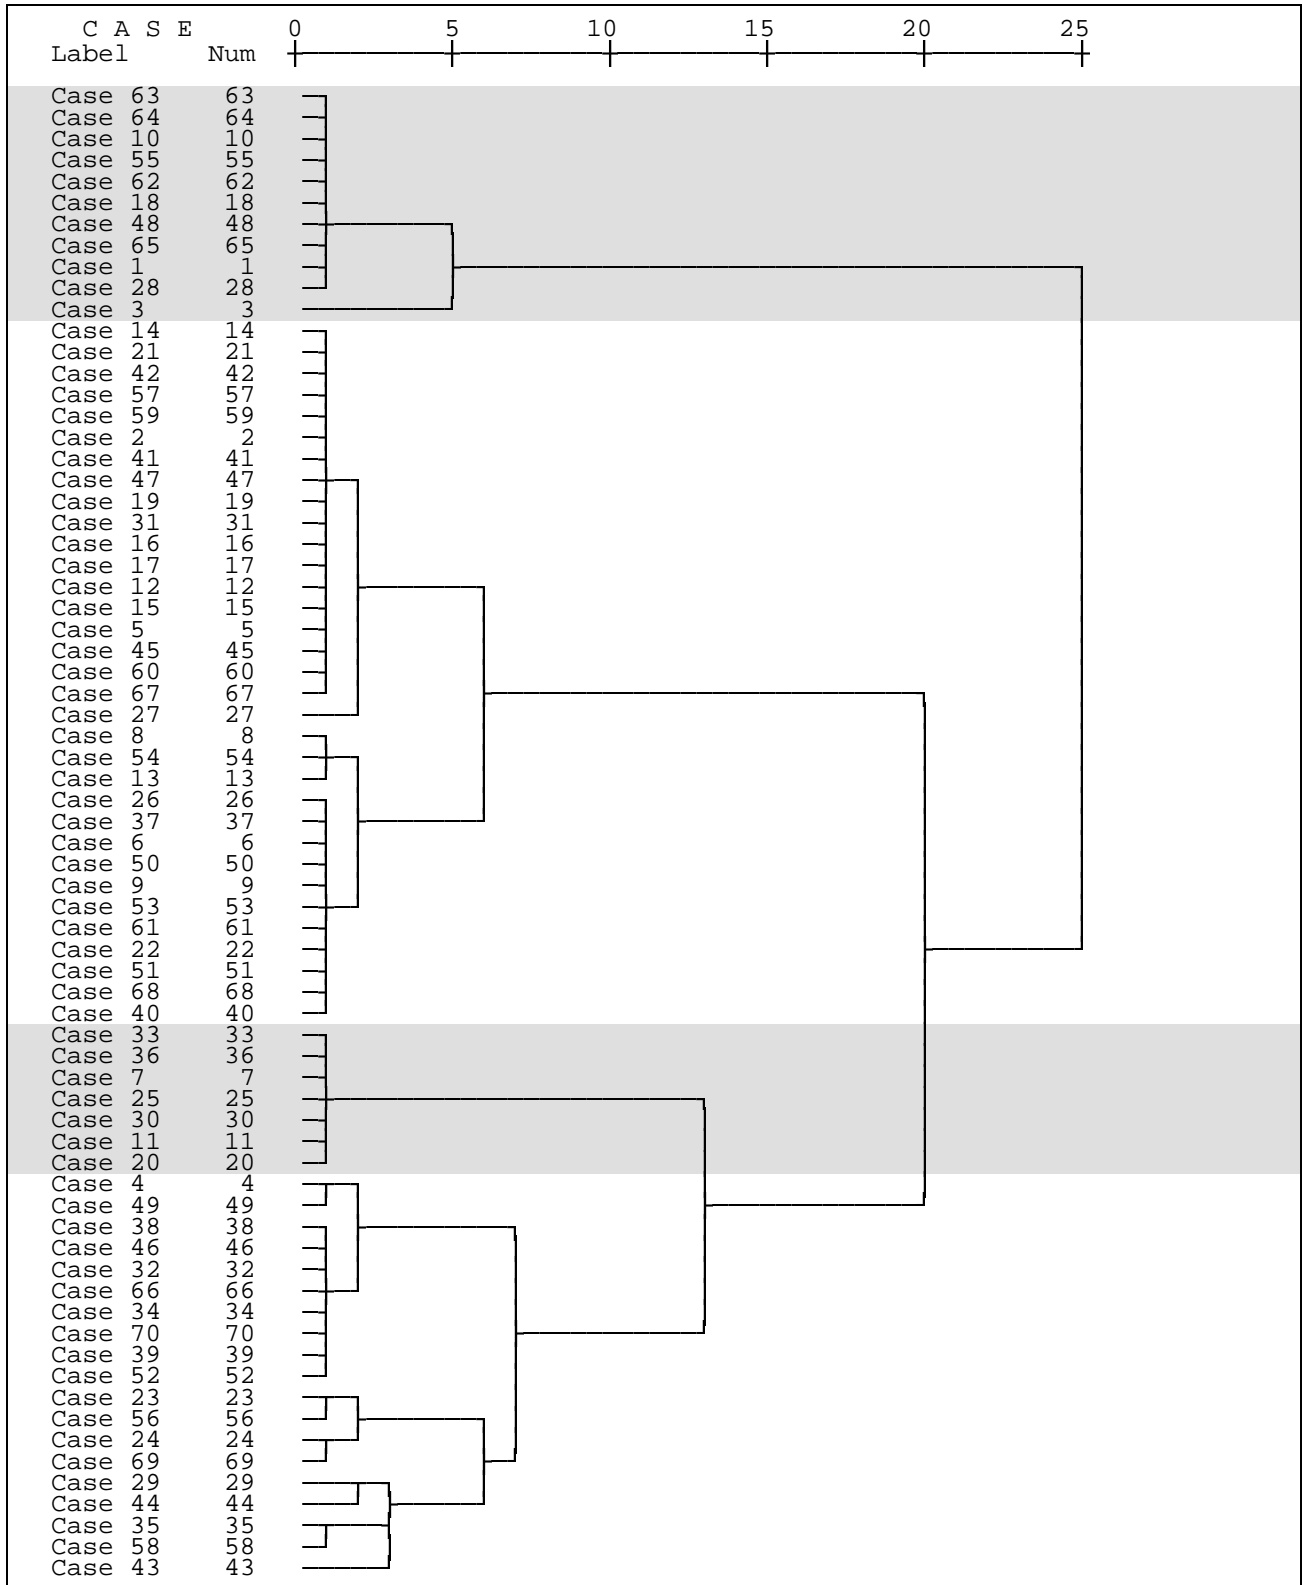 C A S E 0 5 10 15 20 25
Label Num
Case 63 63
Case 64 64
Case 10 10
Case 55 55
Case 62 62
Case 18 18
Case 48 48
Case 65 65
Case 1 1
Case 28 28
Case 3 3
Case 14 14
Case 21 21
Case 42 42
Case 57 57
Case 59 59
Case 2 2
Case 41 41
Case 47 47
Case 19 19
Case 31 31
Case 16 16
Case 17 17
Case 12 12
Case 15 15
Case 5 5
Case 45 45
Case 60 60
Case 67 67
Case 27 27
Case 8 8
Case 54 54
Case 13 13
Case 26 26
Case 37 37
Case 6 6
Case 50 50
Case 9 9
Case 53 53
Case 61 61
Case 22 22
Case 51 51
Case 68 68
Case 40 40
Case 33 33
Case 36 36
Case 7 7
Case 25 25
Case 30 30
Case 11 11
Case 20 20
Case 4 4
Case 49 49
Case 38 38
Case 46 46
Case 32 32
Case 66 66
Case 34 34
Case 70 70
Case 39 39
Case 52 52
Case 23 23
Case 56 56
Case 24 24
Case 69 69
Case 29 29
Case 44 44
Case 35 35
Case 58 58
Case 43 43